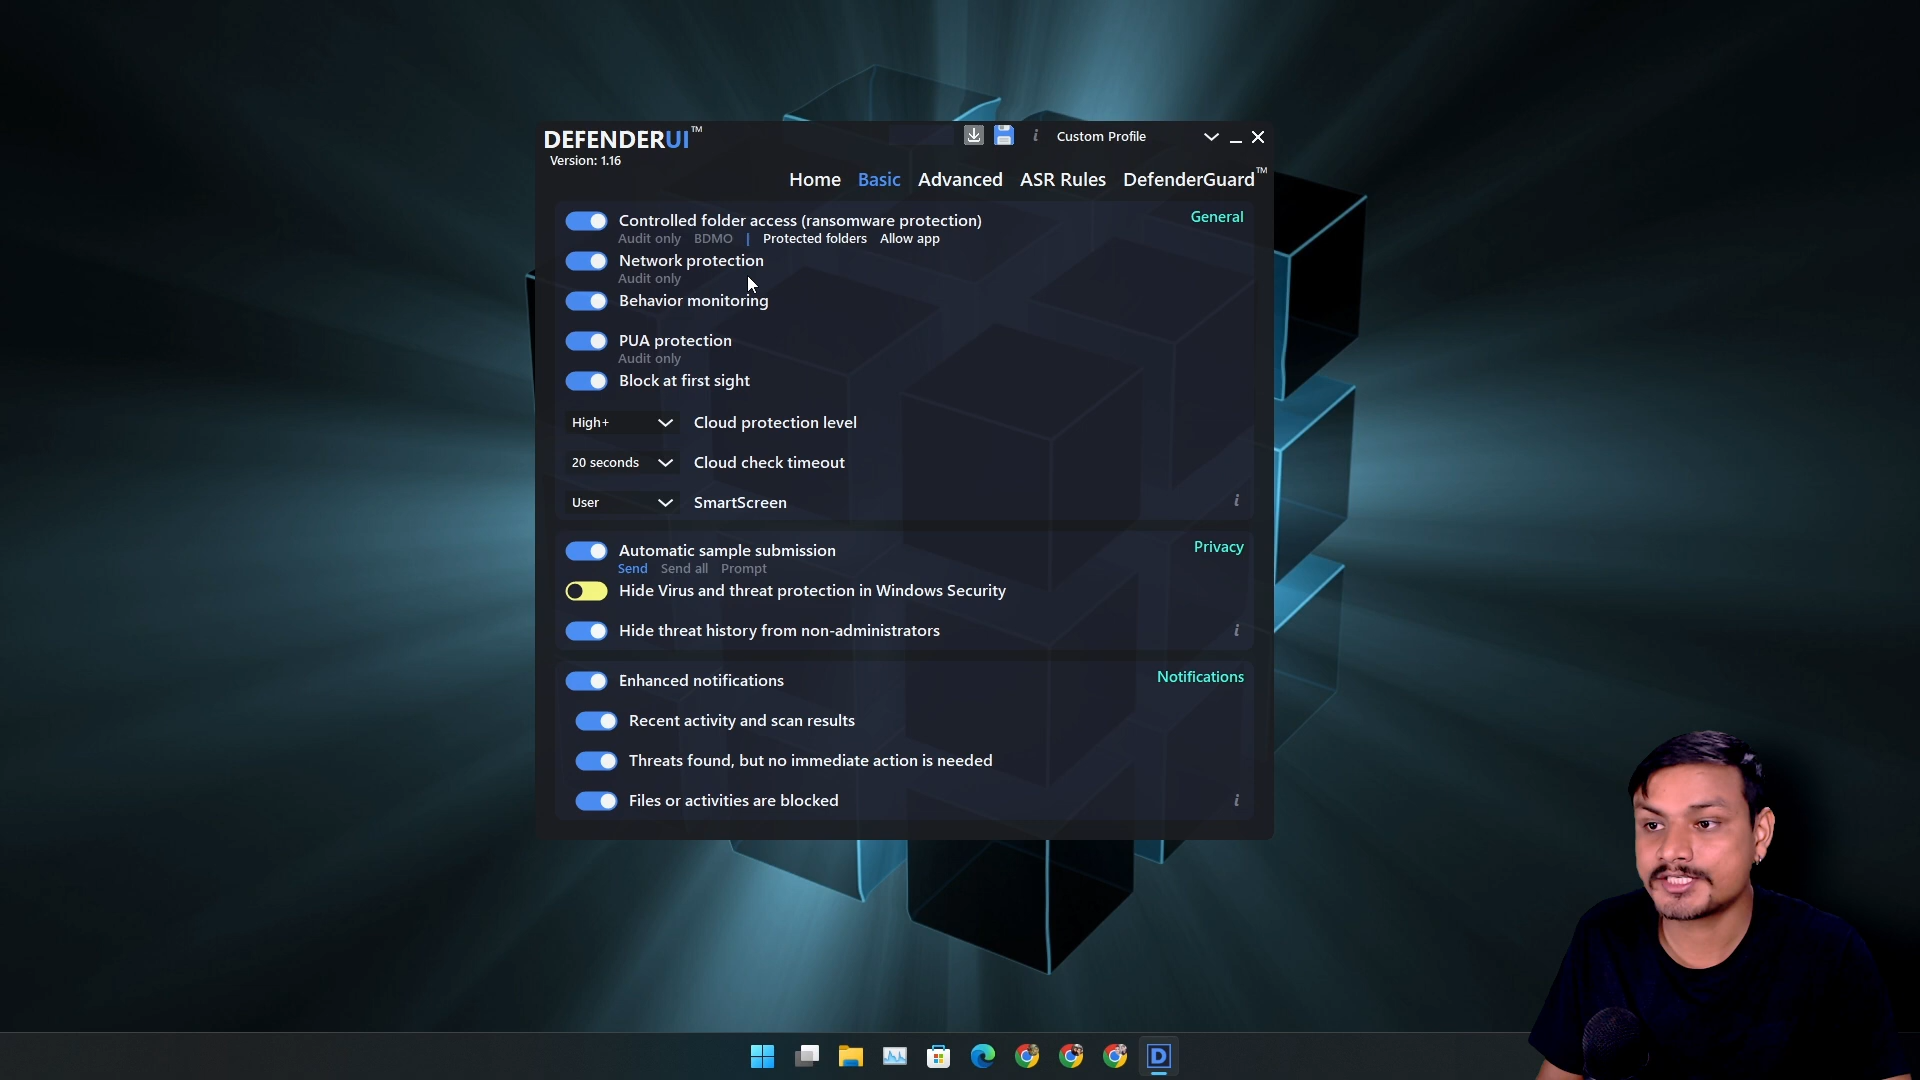 DEFENDERUI™
Version: 1.16
i Custom Profile
Home Basic Advanced ASR Rules DefenderGuard™
General
Controlled folder access (ransomware protection)
Audit only BDMO | Protected folders Allow app
Network protection
Audit only
Behavior monitoring
PUA protection
Audit only
Block at first sight
High+ Cloud protection level
20 seconds Cloud check timeout
User SmartScreen i
Privacy
Automatic sample submission
Send Send all Prompt
Hide Virus and threat protection in Windows Security
Hide threat history from non-administrators i
Enhanced notifications Notifications
Recent activity and scan results
Threats found, but no immediate action is needed
Files or activities are blocked i
D